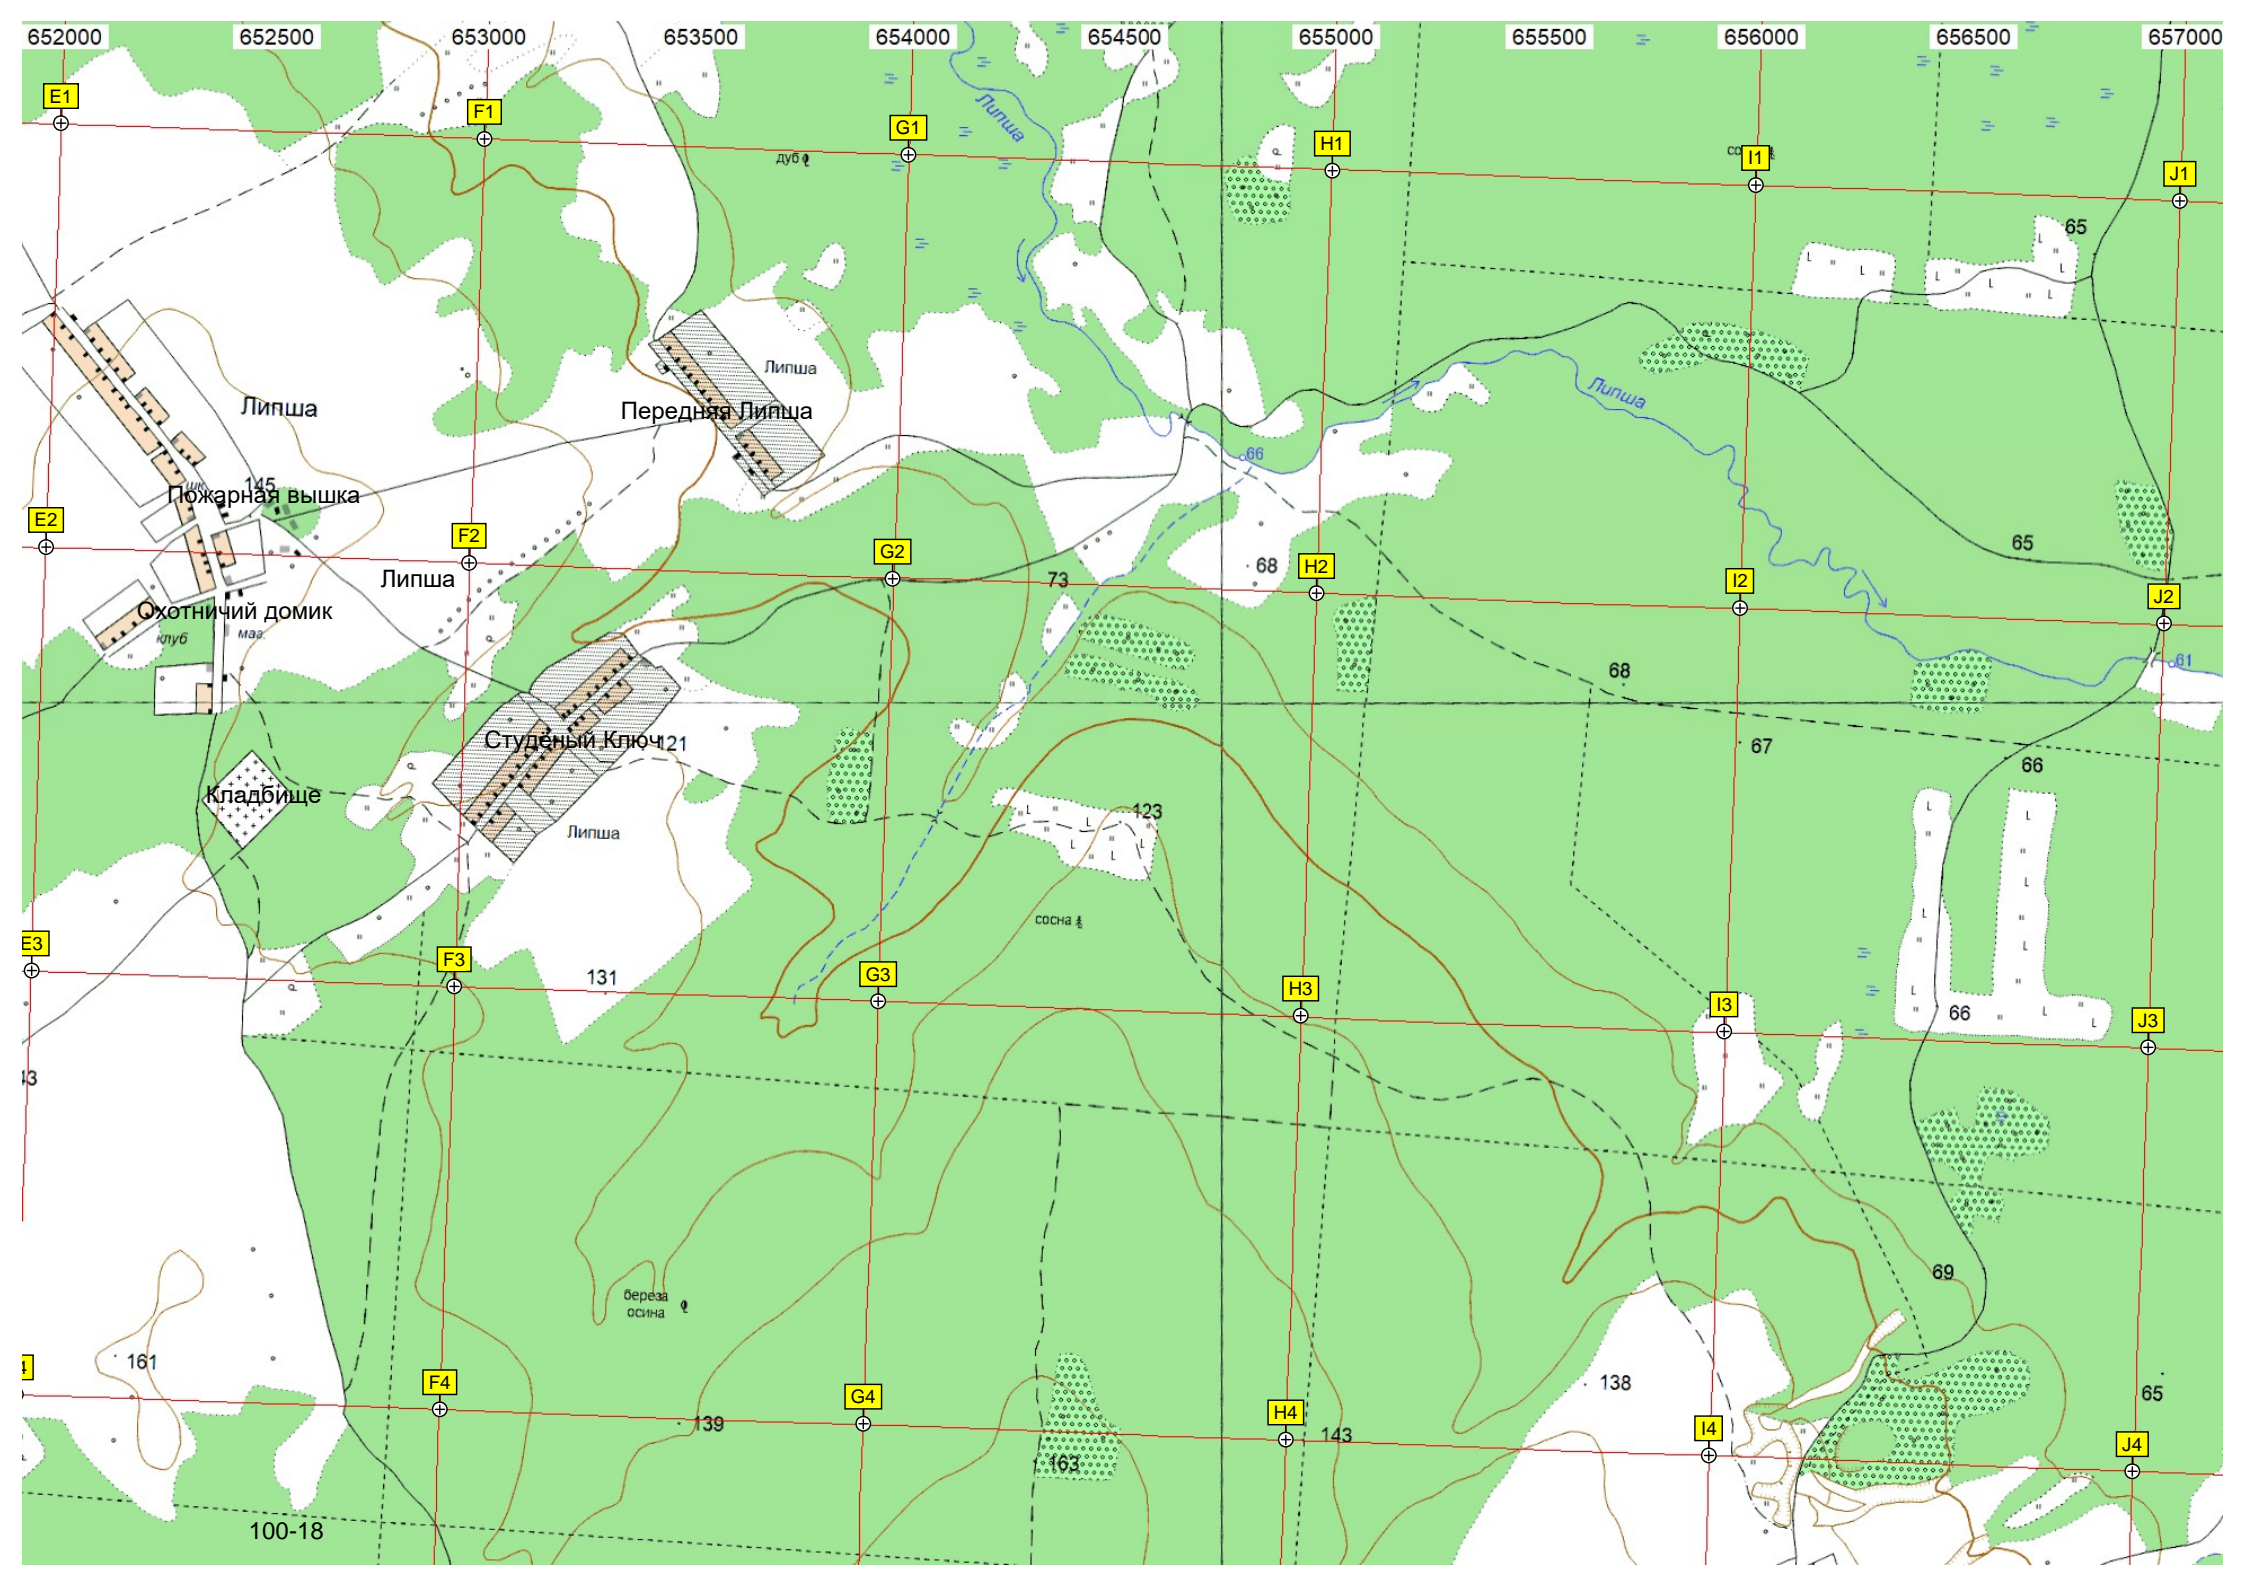 652000 652500 653000 653500 654000 654500 655000 655500 656000 656500 657000
E1
F1
G1
H1
I1
J1
Липша
дуб
65
Липша
Липша
Передняя Липша
Липша
66
145
шк.
Пожарная вышка
E2
F2
G2
H2
I2
J2
68
65
73
Липша
Охотничий домик
клуб
маг.
68
61
Студёный Ключ
121
67
66
Кладбище
123
Липша
сосна
E3
F3
G3
H3
I3
J3
131
66
береза
осина
69
161
138
65
F4
G4
H4
I4
J4
139
143
163
100-18